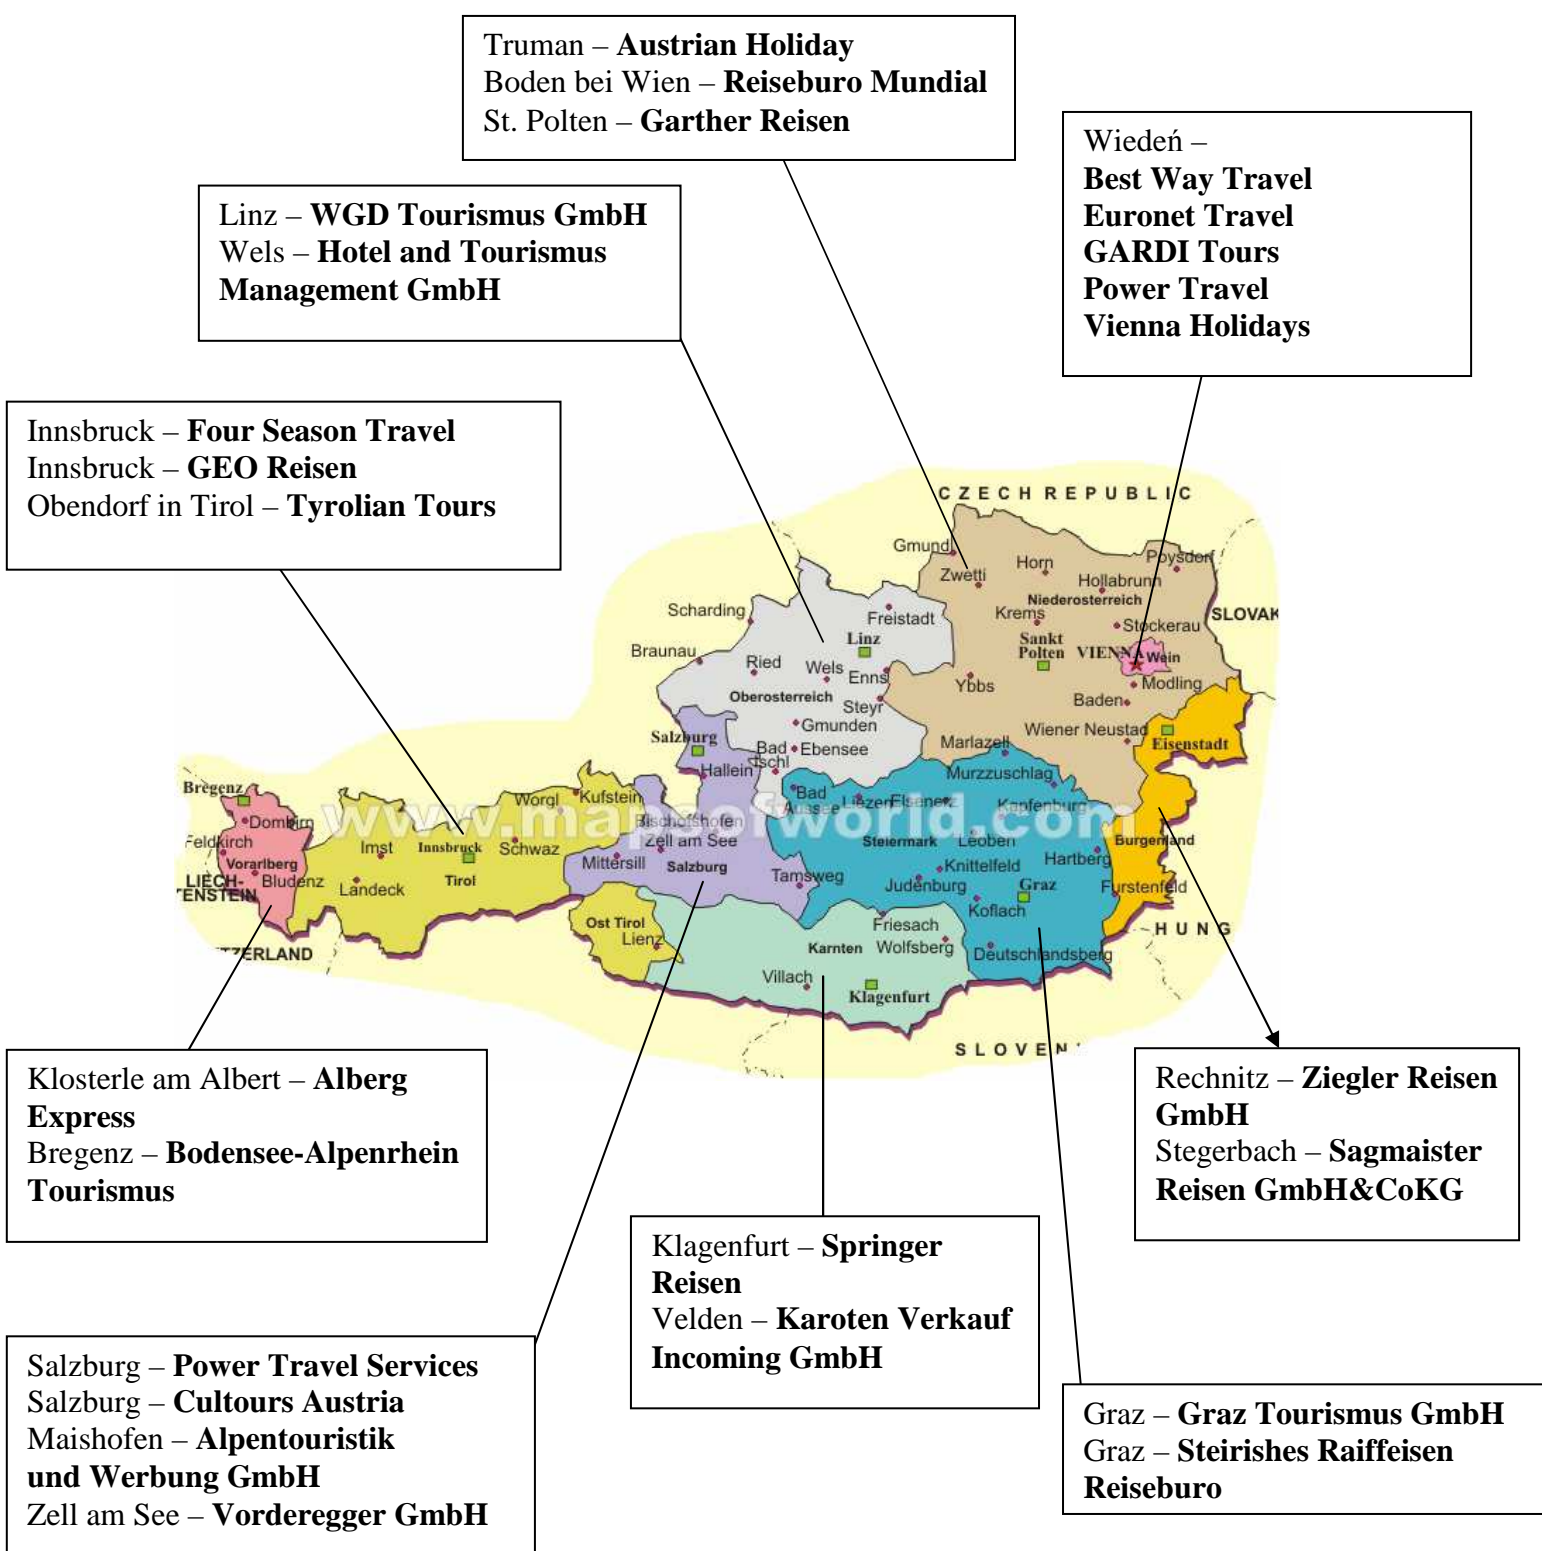 Truman – Austrian Holiday
Boden bei Wien – Reiseburo Mundial
St. Polten – Garther Reisen
Wiedeń –
Best Way Travel
Euronet Travel
GARDI Tours
Power Travel
Vienna Holidays
Linz – WGD Tourismus GmbH
Wels – Hotel and Tourismus
Management GmbH
Innsbruck – Four Season Travel
Innsbruck – GEO Reisen
Obendorf in Tirol – Tyrolian Tours
CZECH REPUBLIC
Gmund
Zwetti
Horn
Poysdorf
Hollabrunn
Niederosterreich
Krems
Stockerau
SLOVAK
Scharding
Freistadt
Linz
Sankt
Polten
VIENNA
Wein
Braunau
Ried
Wels
Enns
Ybbs
Modling
Oberosterreich
Steyr
Baden
Gmunden
Wiener Neustad
Salzburg
Bad
Ischl
Ebensee
Marlazell
Eisenstadt
Hallein
Murzzuschlag
Bregenz
Worgl
Kufstein
Bad
Aussee
Liezen
Elsenerz
Kapfenburg
www.mapsofworld.com
Dornbirn
Bischofshofen
Feldkirch
Imst
Innsbruck
Schwaz
Zell am See
Steiermark
Leoben
Burgenland
Vorarlberg
Mittersill
Salzburg
Knittelfeld
Hartberg
LIECH-
TENSTEIN
Bludenz
Landeck
Tirol
Tamsweg
Judenburg
Graz
Furstenfeld
Koflach
Ost Tirol
Friesach
HUNG
Lienz
Karnten
Wolfsberg
Deutschlandsberg
TZERLAND
Villach
Klagenfurt
SLOVEN
Klosterle am Albert – Alberg
Express
Bregenz – Bodensee-Alpenrhein
Tourismus
Rechnitz – Ziegler Reisen
GmbH
Stegerbach – Sagmaister
Reisen GmbH&CoKG
Klagenfurt – Springer
Reisen
Velden – Karoten Verkauf
Incoming GmbH
Salzburg – Power Travel Services
Salzburg – Cultours Austria
Maishofen – Alpentouristik
und Werbung GmbH
Zell am See – Vorderegger GmbH
Graz – Graz Tourismus GmbH
Graz – Steirishes Raiffeisen
Reiseburo